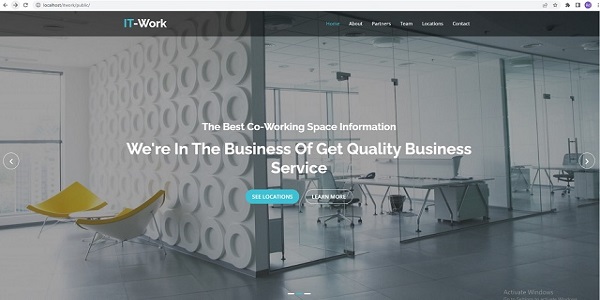 localhost/itwork/public/
IT-Work
Home About Partners Team Locations Contact
The Best Co-Working Space Information
We're In The Business Of Get Quality Business
Service
SEE LOCATIONS LEARN MORE
Activate Windows